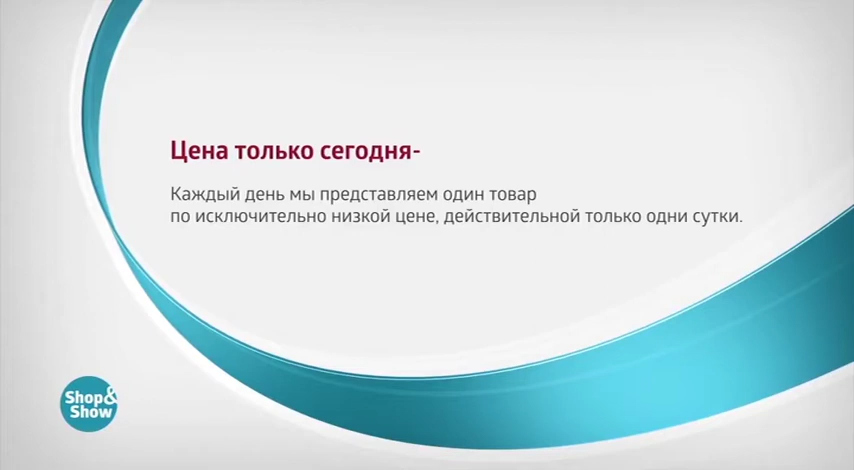 Цена только сегодня-
Каждый день мы представляем один товар
по исключительно низкой цене, действительной только одни сутки.
Shop&
Show